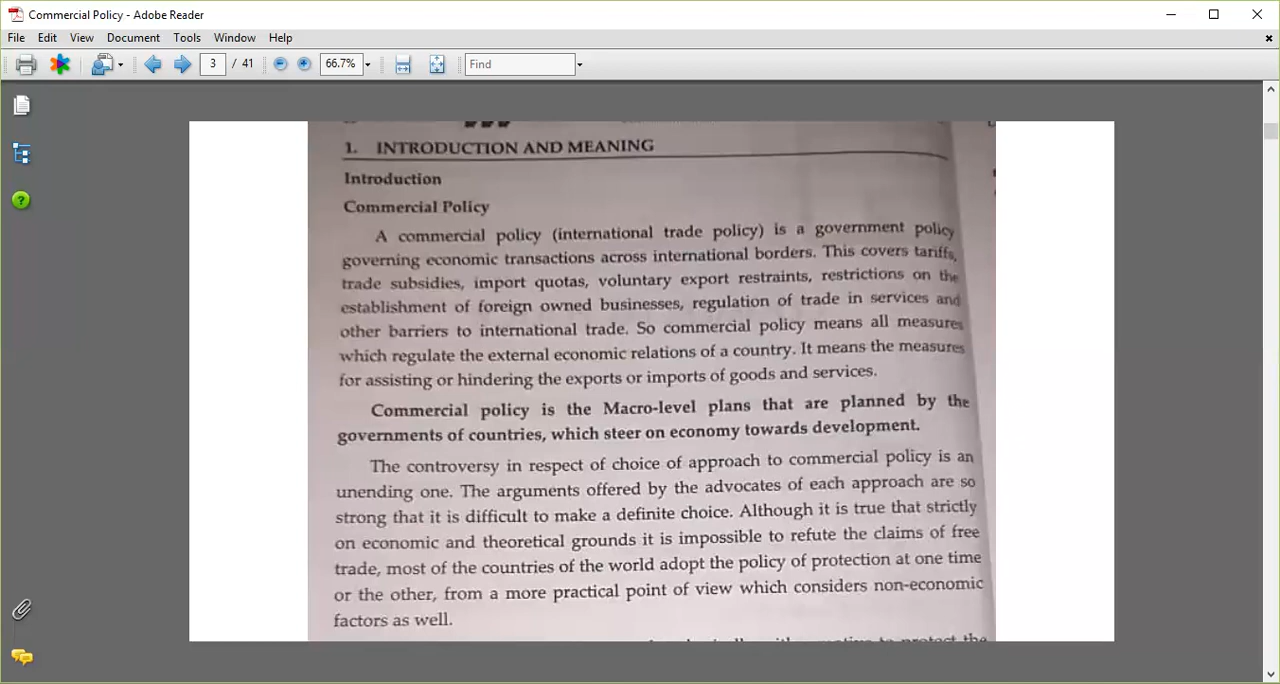 Commercial Policy - Adobe Reader
File Edit View Document Tools Window Help
3 / 41 66.7% Find
1. INTRODUCTION AND MEANING
Introduction
Commercial Policy
A commercial policy (international trade policy) is a government policy
governing economic transactions across international borders. This covers tariffs,
trade subsidies, import quotas, voluntary export restraints, restrictions on the
establishment of foreign owned businesses, regulation of trade in services and
other barriers to international trade. So commercial policy means all measures
which regulate the external economic relations of a country. It means the measures
for assisting or hindering the exports or imports of goods and services.
Commercial policy is the Macro-level plans that are planned by the
governments of countries, which steer on economy towards development.
The controversy in respect of choice of approach to commercial policy is an
unending one. The arguments offered by the advocates of each approach are so
strong that it is difficult to make a definite choice. Although it is true that strictly
on economic and theoretical grounds it is impossible to refute the claims of free
trade, most of the countries of the world adopt the policy of protection at one time
or the other, from a more practical point of view which considers non-economic
factors as well.